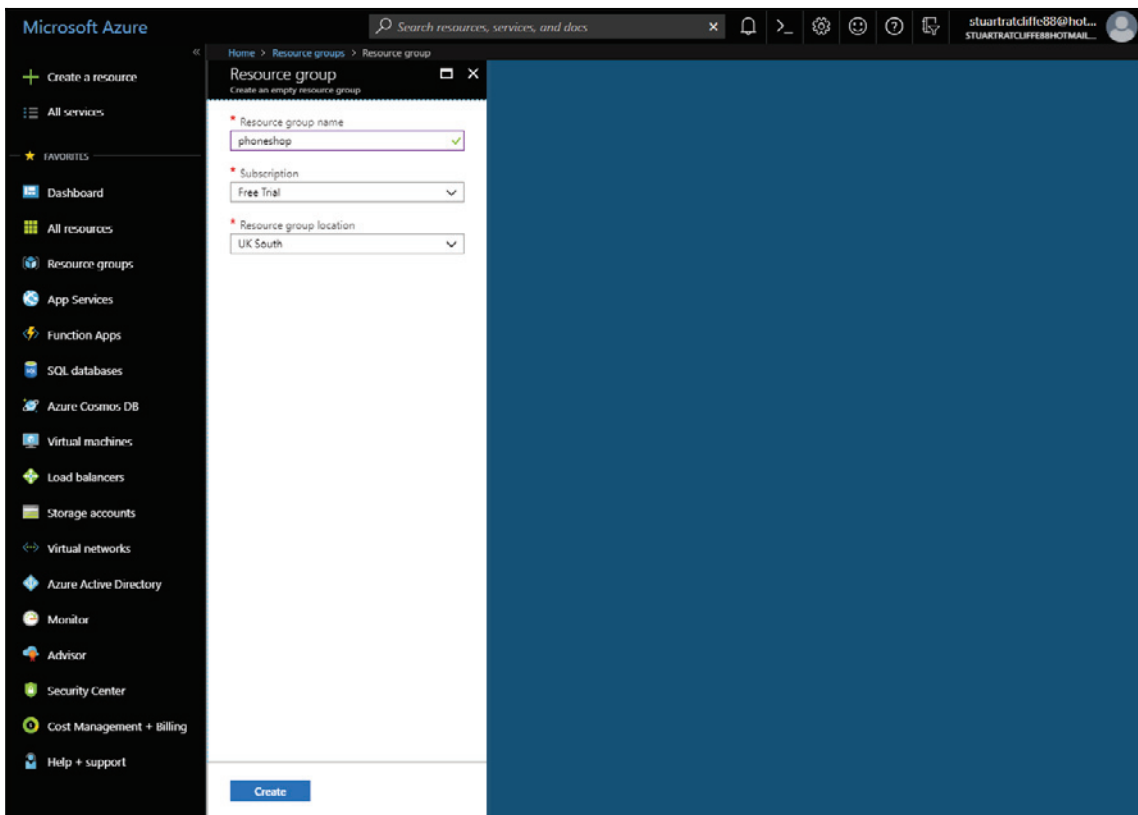 Microsoft Azure
Search resources, services, and docs
stuartratcliffe88@hot...
STUARTRATCLIFFE88HOTMAIL...
Home > Resource groups > Resource group
Create a resource
All services
FAVORITES
Dashboard
All resources
Resource groups
App Services
Function Apps
SQL databases
Azure Cosmos DB
Virtual machines
Load balancers
Storage accounts
Virtual networks
Azure Active Directory
Monitor
Advisor
Security Center
Cost Management + Billing
Help + support
Resource group
Create an empty resource group
* Resource group name
phoneshop
* Subscription
Free Trial
* Resource group location
UK South
Create